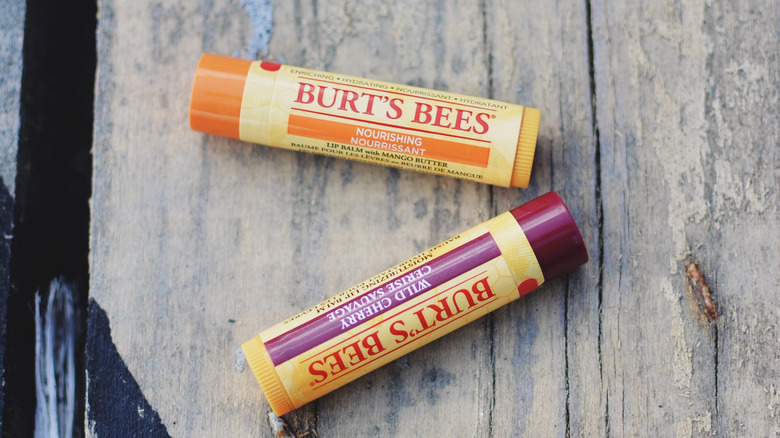 ENRICHING • HYDRATING • NOURRISSANT • HYDRATANT
BURT'S BEES®
NOURISHING
NOURRISSANT
LIP BALM with MANGO BUTTER
BAUME POUR LES LÈVRES au BEURRE DE MANGUE
BURT'S BEES®
WILD CHERRY
CERISE SAUVAGE
MOISTURIZING LIP BALM